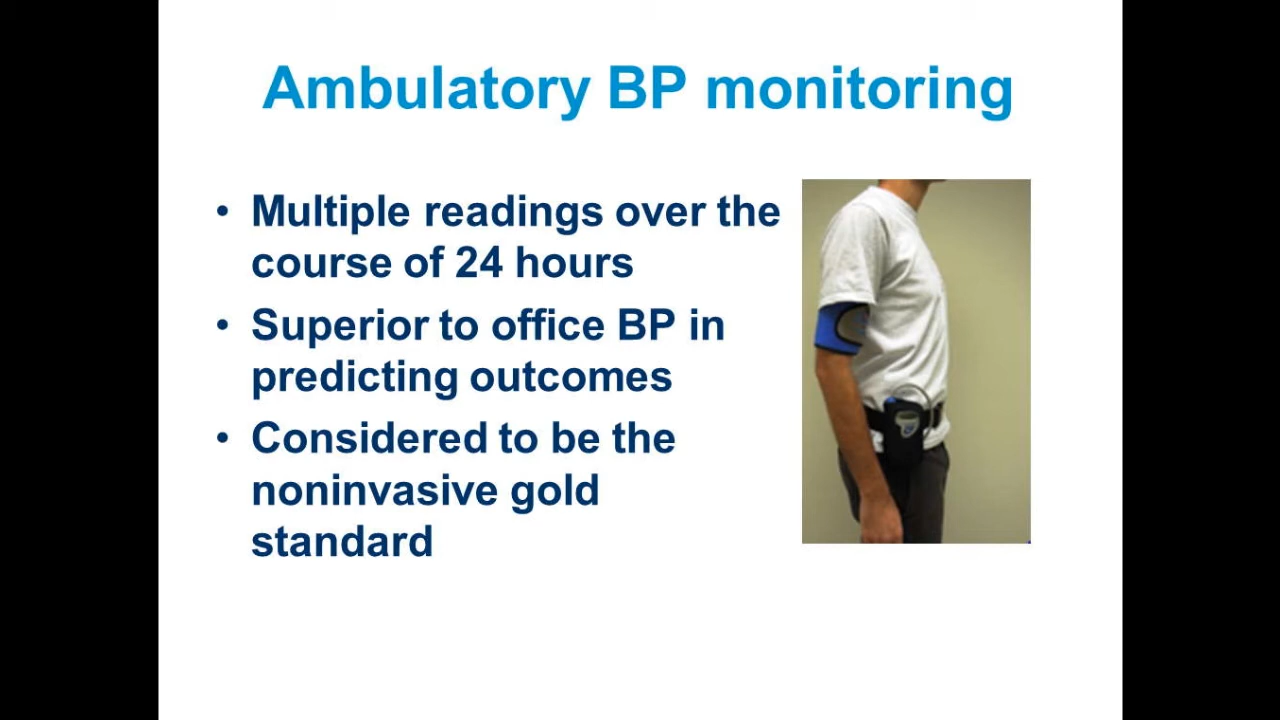 Ambulatory BP monitoring
• Multiple readings over the
course of 24 hours
• Superior to office BP in
predicting outcomes
• Considered to be the
noninvasive gold
standard